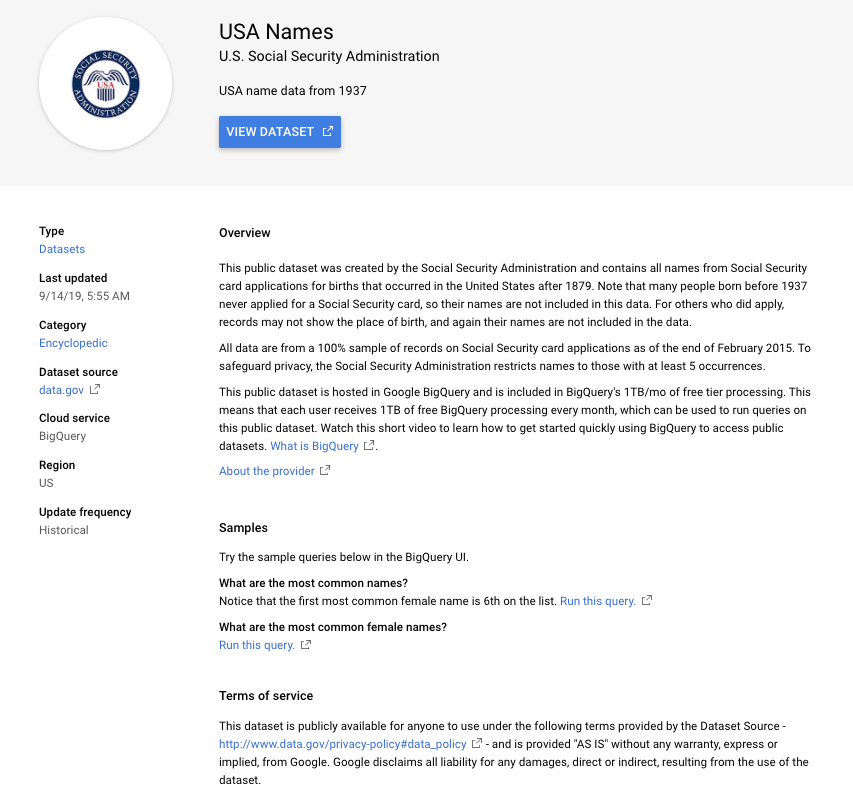 SOCIAL SECURITY
USA
ADMINISTRATION
USA Names
U.S. Social Security Administration
USA name data from 1937
VIEW DATASET
Type
Datasets
Last updated
9/14/19, 5:55 AM
Category
Encyclopedic
Dataset source
data.gov
Cloud service
BigQuery
Region
US
Update frequency
Historical
Overview
This public dataset was created by the Social Security Administration and contains all names from Social Security
card applications for births that occurred in the United States after 1879. Note that many people born before 1937
never applied for a Social Security card, so their names are not included in this data. For others who did apply,
records may not show the place of birth, and again their names are not included in the data.
All data are from a 100% sample of records on Social Security card applications as of the end of February 2015. To
safeguard privacy, the Social Security Administration restricts names to those with at least 5 occurrences.
This public dataset is hosted in Google BigQuery and is included in BigQuery's 1TB/mo of free tier processing. This
means that each user receives 1TB of free BigQuery processing every month, which can be used to run queries on
this public dataset. Watch this short video to learn how to get started quickly using BigQuery to access public
datasets. What is BigQuery .
About the provider
Samples
Try the sample queries below in the BigQuery UI.
What are the most common names?
Notice that the first most common female name is 6th on the list. Run this query.
What are the most common female names?
Run this query.
Terms of service
This dataset is publicly available for anyone to use under the following terms provided by the Dataset Source -
http://www.data.gov/privacy-policy#data_policy - and is provided "AS IS" without any warranty, express or
implied, from Google. Google disclaims all liability for any damages, direct or indirect, resulting from the use of the
dataset.